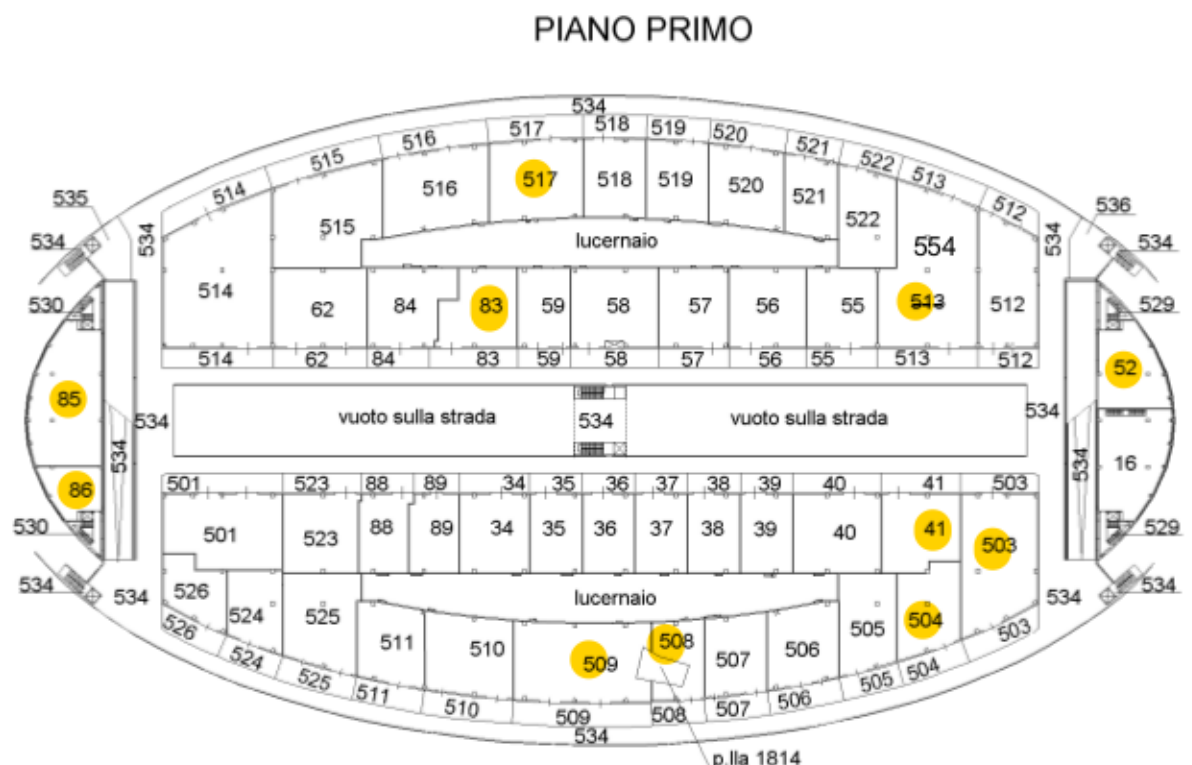 PIANO PRIMO
534
516 517 518 519 520 521
515 522
514 513
512
535 536
534 534 534 534
516 517 518 519 520 521
515 522 554
lucernaio
530 514 62 84 83 59 58 57 56 55 513 512 529
514 62 84 83 59 58 57 56 55 513 512
85 52
534 vuoto sulla strada 534 vuoto sulla strada 534
534 534
86 16
501 523 88 89 34 35 36 37 38 39 40 41 503
501 523 88 89 34 35 36 37 38 39 40 41 503
530 529
534 534 526 524 525 lucernaio 534 534
511 510 509 508 507 506 505 504
526 524 525 511 510 509 508 507 506 505 504 503
534
p.lla 1814